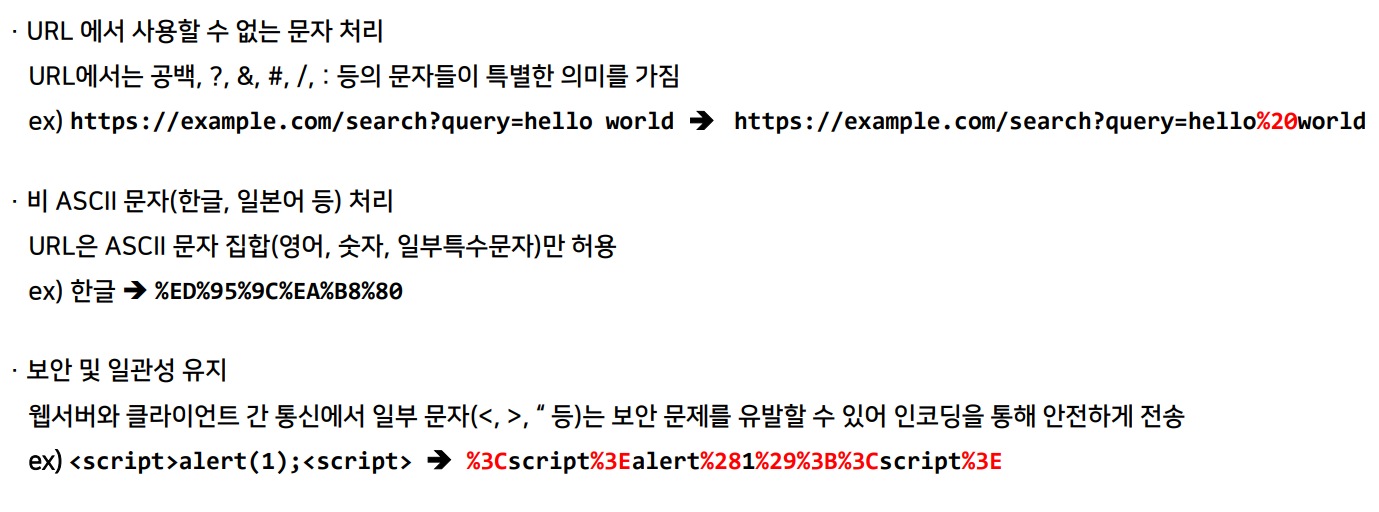 · URL 에서 사용할 수 없는 문자 처리
URL에서는 공백, ?, &, #, /, : 등의 문자들이 특별한 의미를 가짐
ex) https://example.com/search?query=hello world ➔ https://example.com/search?query=hello%20world
· 비 ASCII 문자(한글, 일본어 등) 처리
URL은 ASCII 문자 집합(영어, 숫자, 일부특수문자)만 허용
ex) 한글 ➔ %ED%95%9C%EA%B8%80
· 보안 및 일관성 유지
웹서버와 클라이언트 간 통신에서 일부 문자(<, >, “ 등)는 보안 문제를 유발할 수 있어 인코딩을 통해 안전하게 전송
ex) <script>alert(1);<script> ➔ %3Cscript%3Ealert%281%29%3B%3Cscript%3E